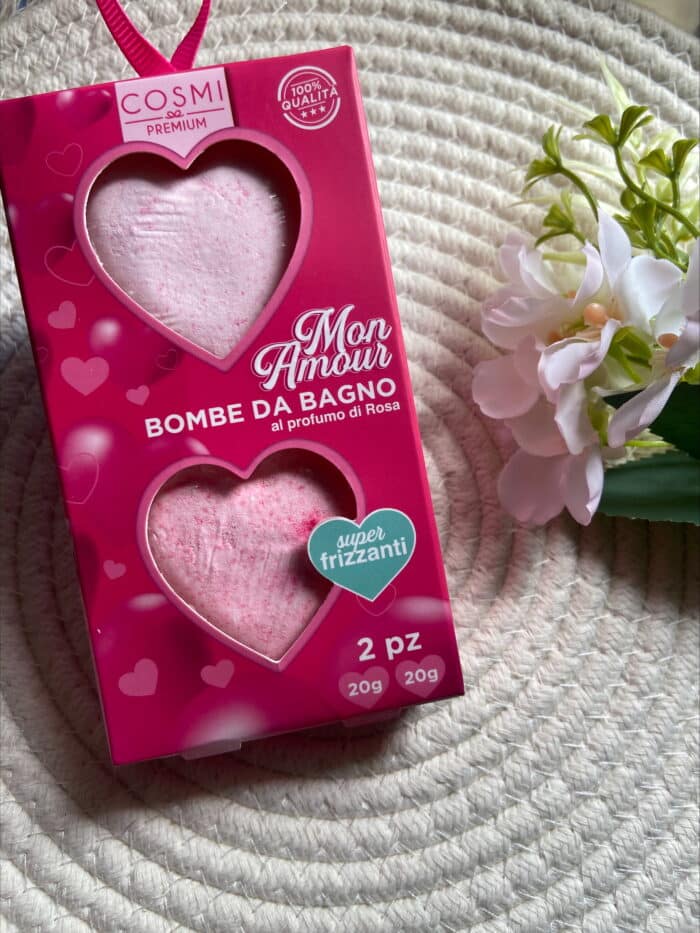 COSMI
PREMIUM
100%
QUALITÀ
Mon
Amour
BOMBE DA BAGNO
al profumo di Rosa
super
frizzanti
2 pz
20g 20g